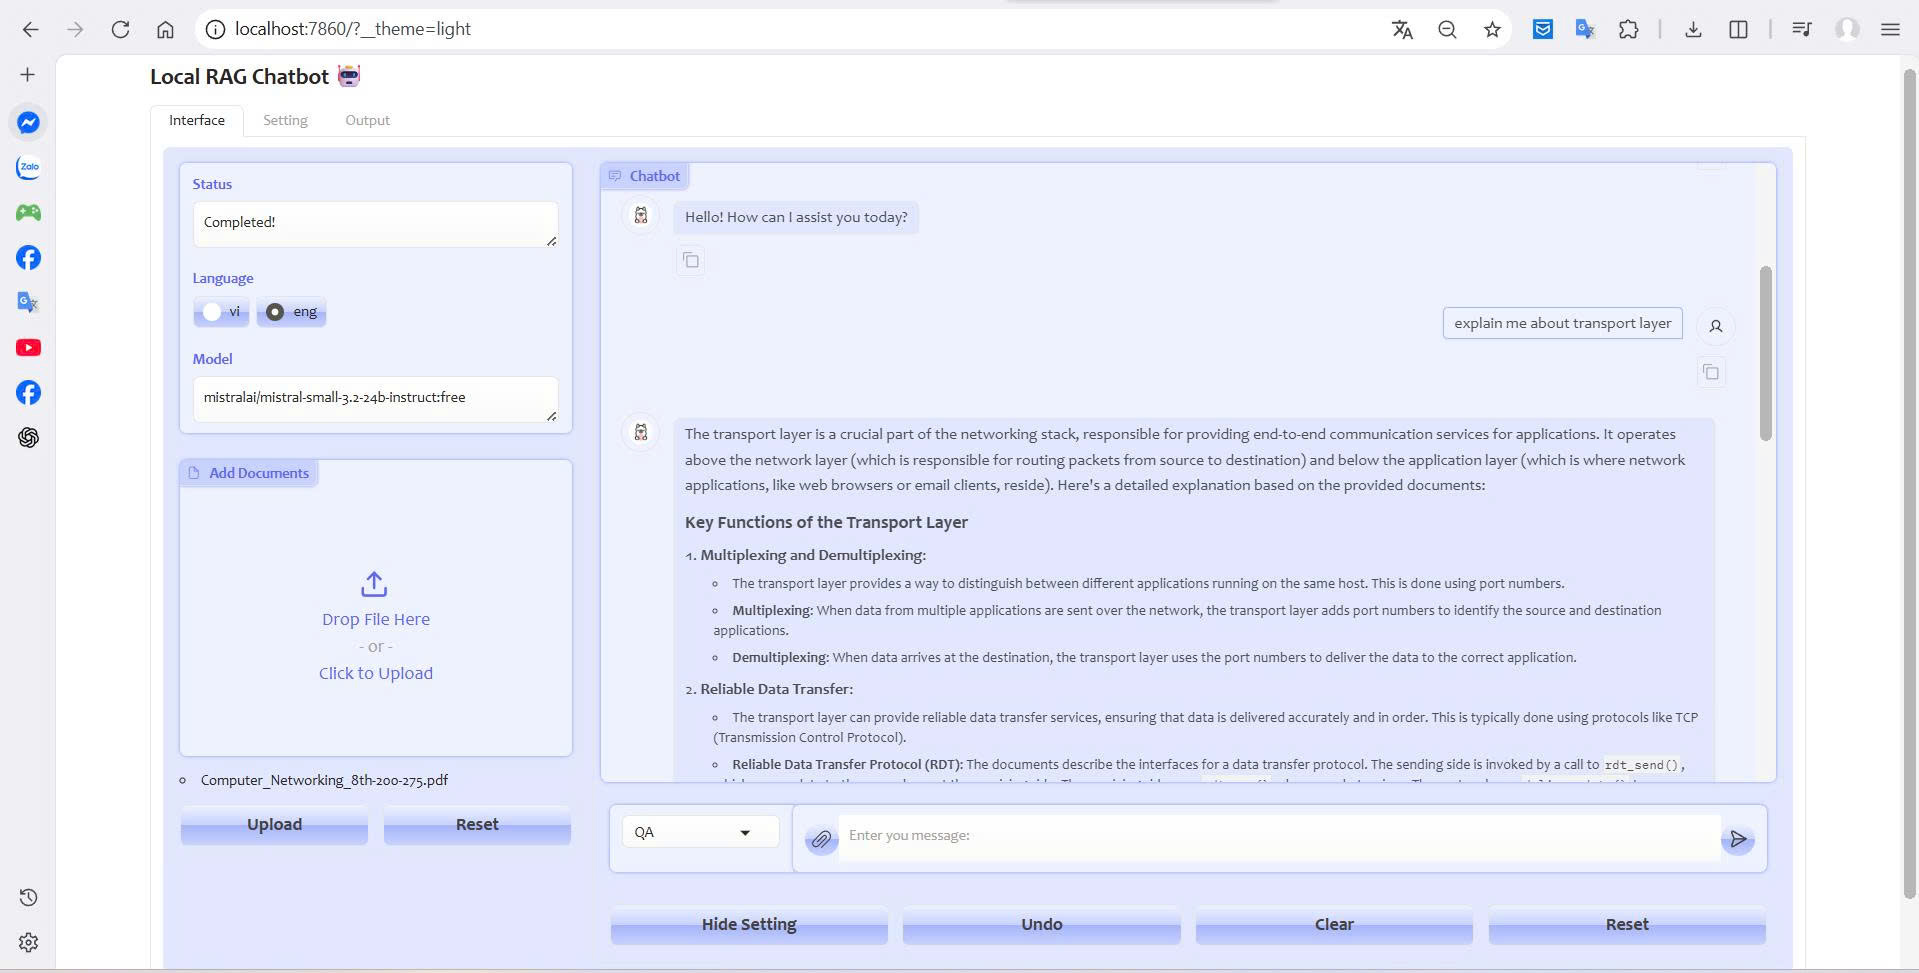 localhost:7860/?__theme=light
Local RAG Chatbot
Interface
Setting
Output
Zalo
Status
Completed!
Language
vi
eng
Model
mistralai/mistral-small-3.2-24b-instruct:free
Add Documents
Drop File Here
- or -
Click to Upload
Computer_Networking_8th-200-275.pdf
Upload
Reset
Chatbot
Hello! How can I assist you today?
explain me about transport layer
The transport layer is a crucial part of the networking stack, responsible for providing end-to-end communication services for applications. It operates
above the network layer (which is responsible for routing packets from source to destination) and below the application layer (which is where network
applications, like web browsers or email clients, reside). Here's a detailed explanation based on the provided documents:
Key Functions of the Transport Layer
1. Multiplexing and Demultiplexing:
The transport layer provides a way to distinguish between different applications running on the same host. This is done using port numbers.
Multiplexing: When data from multiple applications are sent over the network, the transport layer adds port numbers to identify the source and destination
applications.
Demultiplexing: When data arrives at the destination, the transport layer uses the port numbers to deliver the data to the correct application.
2. Reliable Data Transfer:
The transport layer can provide reliable data transfer services, ensuring that data is delivered accurately and in order. This is typically done using protocols like TCP
(Transmission Control Protocol).
Reliable Data Transfer Protocol (RDT): The documents describe the interfaces for a data transfer protocol. The sending side is invoked by a call to rdt_send(),
QA
Enter you message:
Hide Setting
Undo
Clear
Reset